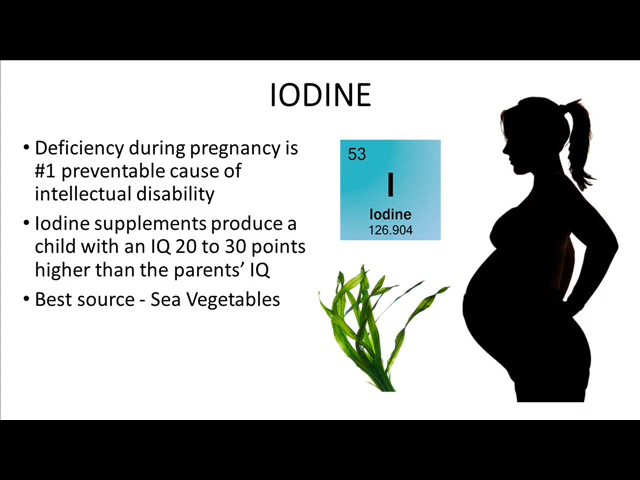 IODINE
• Deficiency during pregnancy is
#1 preventable cause of
intellectual disability
• Iodine supplements produce a
child with an IQ 20 to 30 points
higher than the parents’ IQ
• Best source - Sea Vegetables
53
I
Iodine
126.904